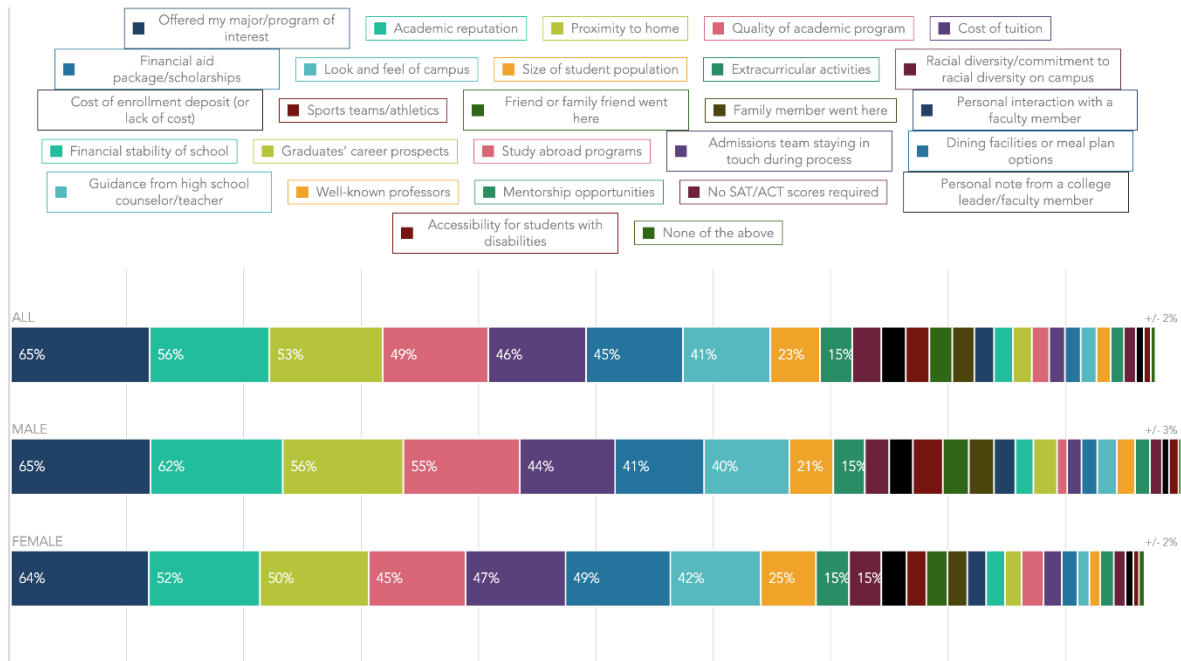 Offered my major/program of
interest
Academic reputation
Proximity to home
Quality of academic program
Cost of tuition
Financial aid
package/scholarships
Look and feel of campus
Size of student population
Extracurricular activities
Racial diversity/commitment to
racial diversity on campus
Cost of enrollment deposit (or
lack of cost)
Sports teams/athletics
Friend or family friend went
here
Family member went here
Personal interaction with a
faculty member
Financial stability of school
Graduates' career prospects
Study abroad programs
Admissions team staying in
touch during process
Dining facilities or meal plan
options
Guidance from high school
counselor/teacher
Well-known professors
Mentorship opportunities
No SAT/ACT scores required
Personal note from a college
leader/faculty member
Accessibility for students with
disabilities
None of the above
ALL
+/- 2%
65% 56% 53% 49% 46% 45% 41% 23% 15%
MALE
+/- 3%
65% 62% 56% 55% 44% 41% 40% 21% 15%
FEMALE
+/- 2%
64% 52% 50% 45% 47% 49% 42% 25% 15% 15%